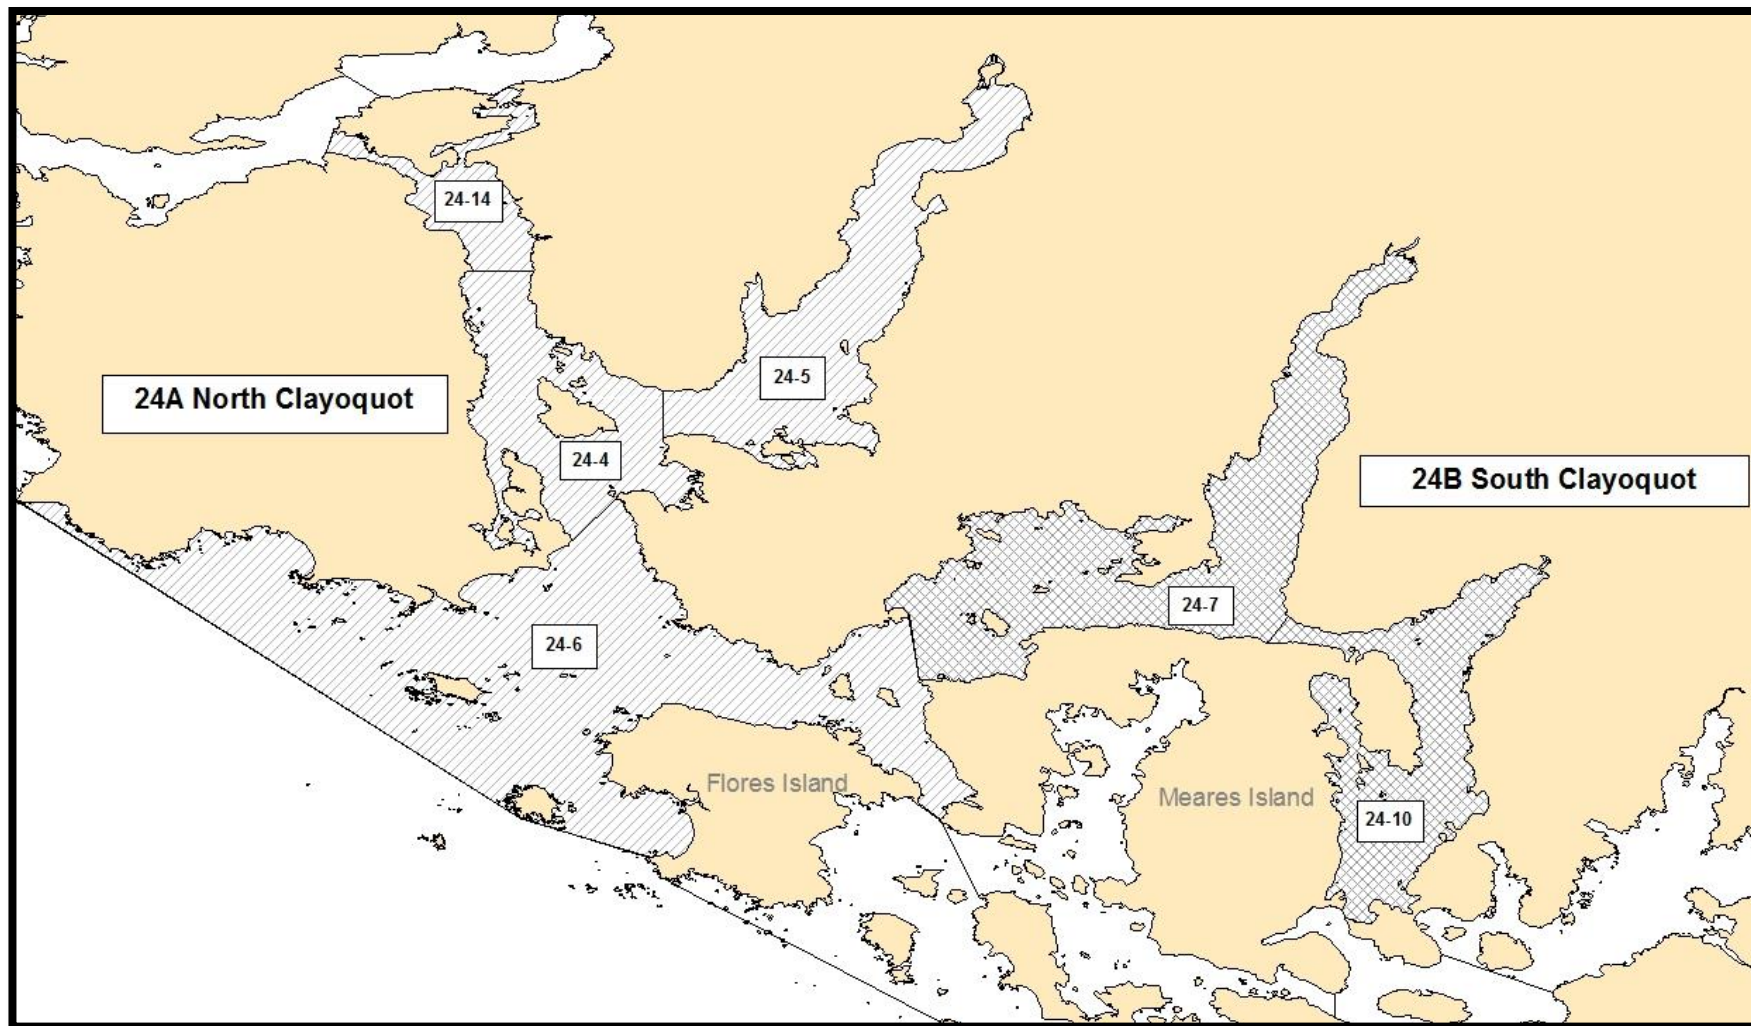 24-14
24-5
24A North Clayoquot
24-4
24B South Clayoquot
24-7
24-6
Flores Island
Meares Island
24-10